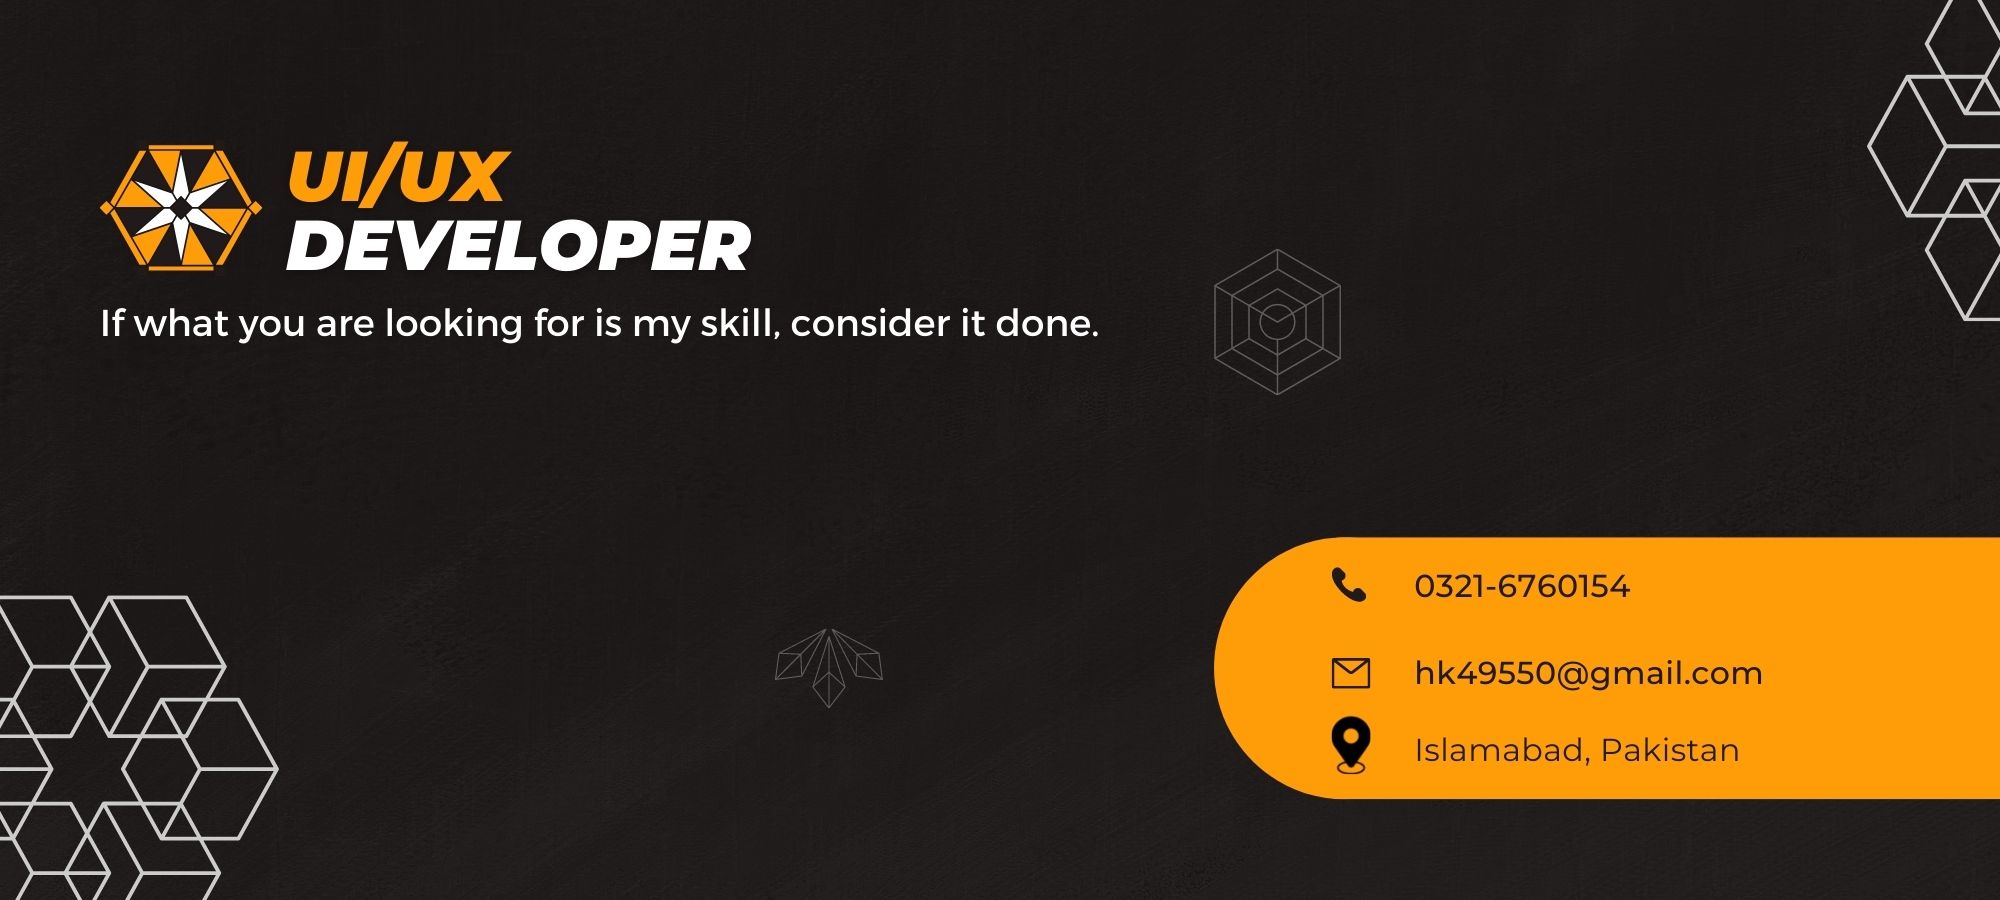 UI/UX
DEVELOPER
If what you are looking for is my skill, consider it done.
0321-6760154
hk49550@gmail.com
Islamabad, Pakistan